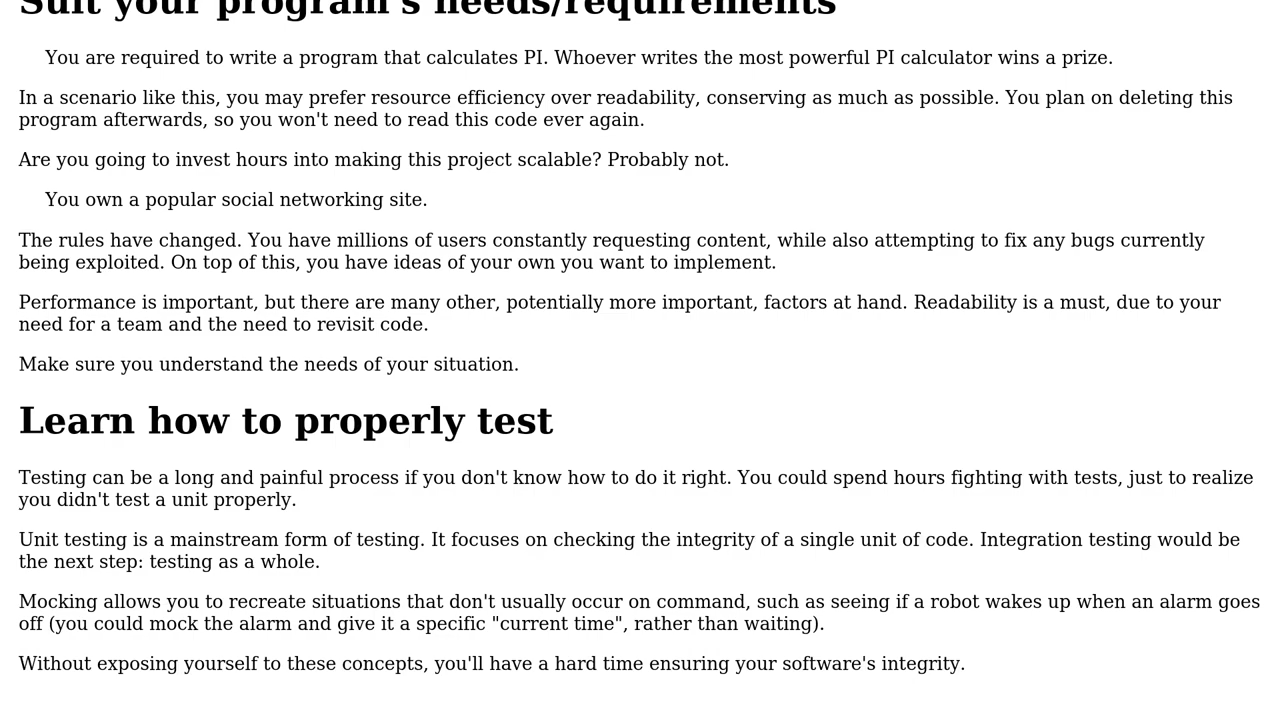 Suit your program's needs/requirements
You are required to write a program that calculates PI. Whoever writes the most powerful PI calculator wins a prize.
In a scenario like this, you may prefer resource efficiency over readability, conserving as much as possible. You plan on deleting this
program afterwards, so you won't need to read this code ever again.
Are you going to invest hours into making this project scalable? Probably not.
You own a popular social networking site.
The rules have changed. You have millions of users constantly requesting content, while also attempting to fix any bugs currently
being exploited. On top of this, you have ideas of your own you want to implement.
Performance is important, but there are many other, potentially more important, factors at hand. Readability is a must, due to your
need for a team and the need to revisit code.
Make sure you understand the needs of your situation.
Learn how to properly test
Testing can be a long and painful process if you don't know how to do it right. You could spend hours fighting with tests, just to realize
you didn't test a unit properly.
Unit testing is a mainstream form of testing. It focuses on checking the integrity of a single unit of code. Integration testing would be
the next step: testing as a whole.
Mocking allows you to recreate situations that don't usually occur on command, such as seeing if a robot wakes up when an alarm goes
off (you could mock the alarm and give it a specific "current time", rather than waiting).
Without exposing yourself to these concepts, you'll have a hard time ensuring your software's integrity.